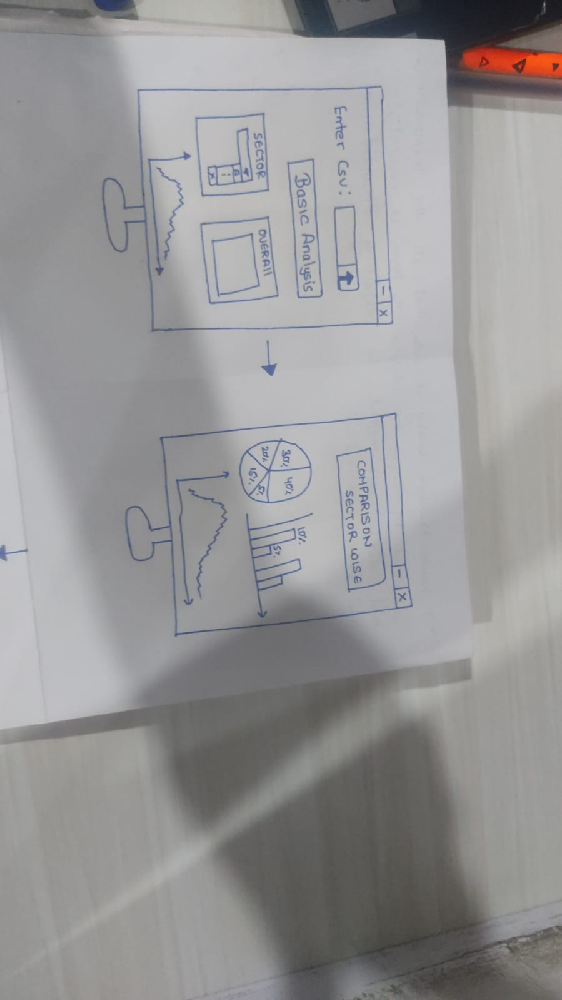 - X
Enter Csv:
Basic Analysis
SECTOR
A
:
X
OVERAll
- X
COMPARISON
SECTOR WISE
30% 40%
20% 15% 5%
10%
5%